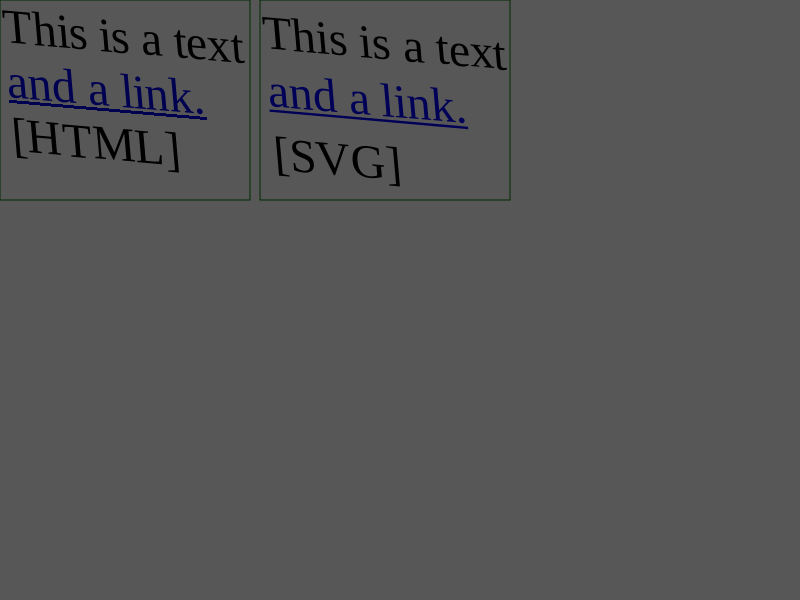 This is a text
and a link.
[HTML]
This is a text
and a link.
[SVG]